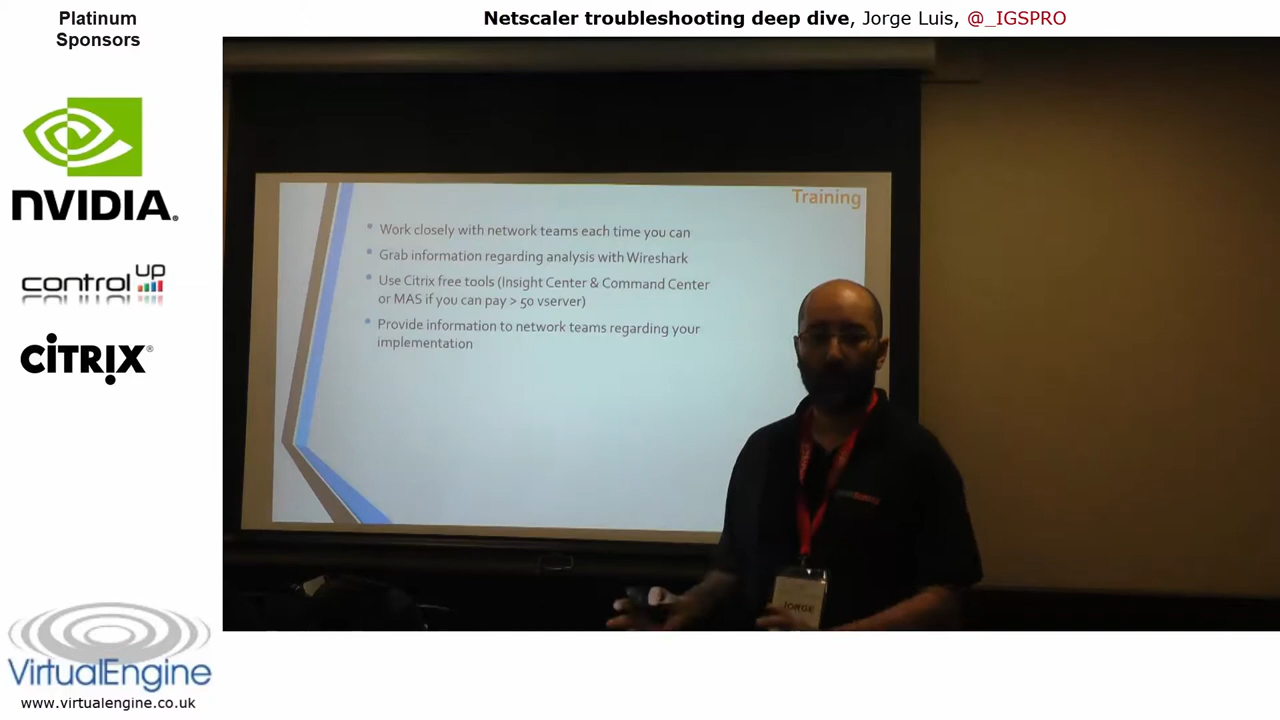 Platinum
Sponsors
Netscaler troubleshooting deep dive, Jorge Luis, @_IGSPRO
NVIDIA.
control UP
CITRIX
Training
Work closely with network teams each time you can
Grab information regarding analysis with Wireshark
Use Citrix free tools (Insight Center & Command Center
or MAS if you can pay > 50 vserver)
Provide information to network teams regarding your
implementation
JORGE
VirtualEngine
www.virtualengine.co.uk